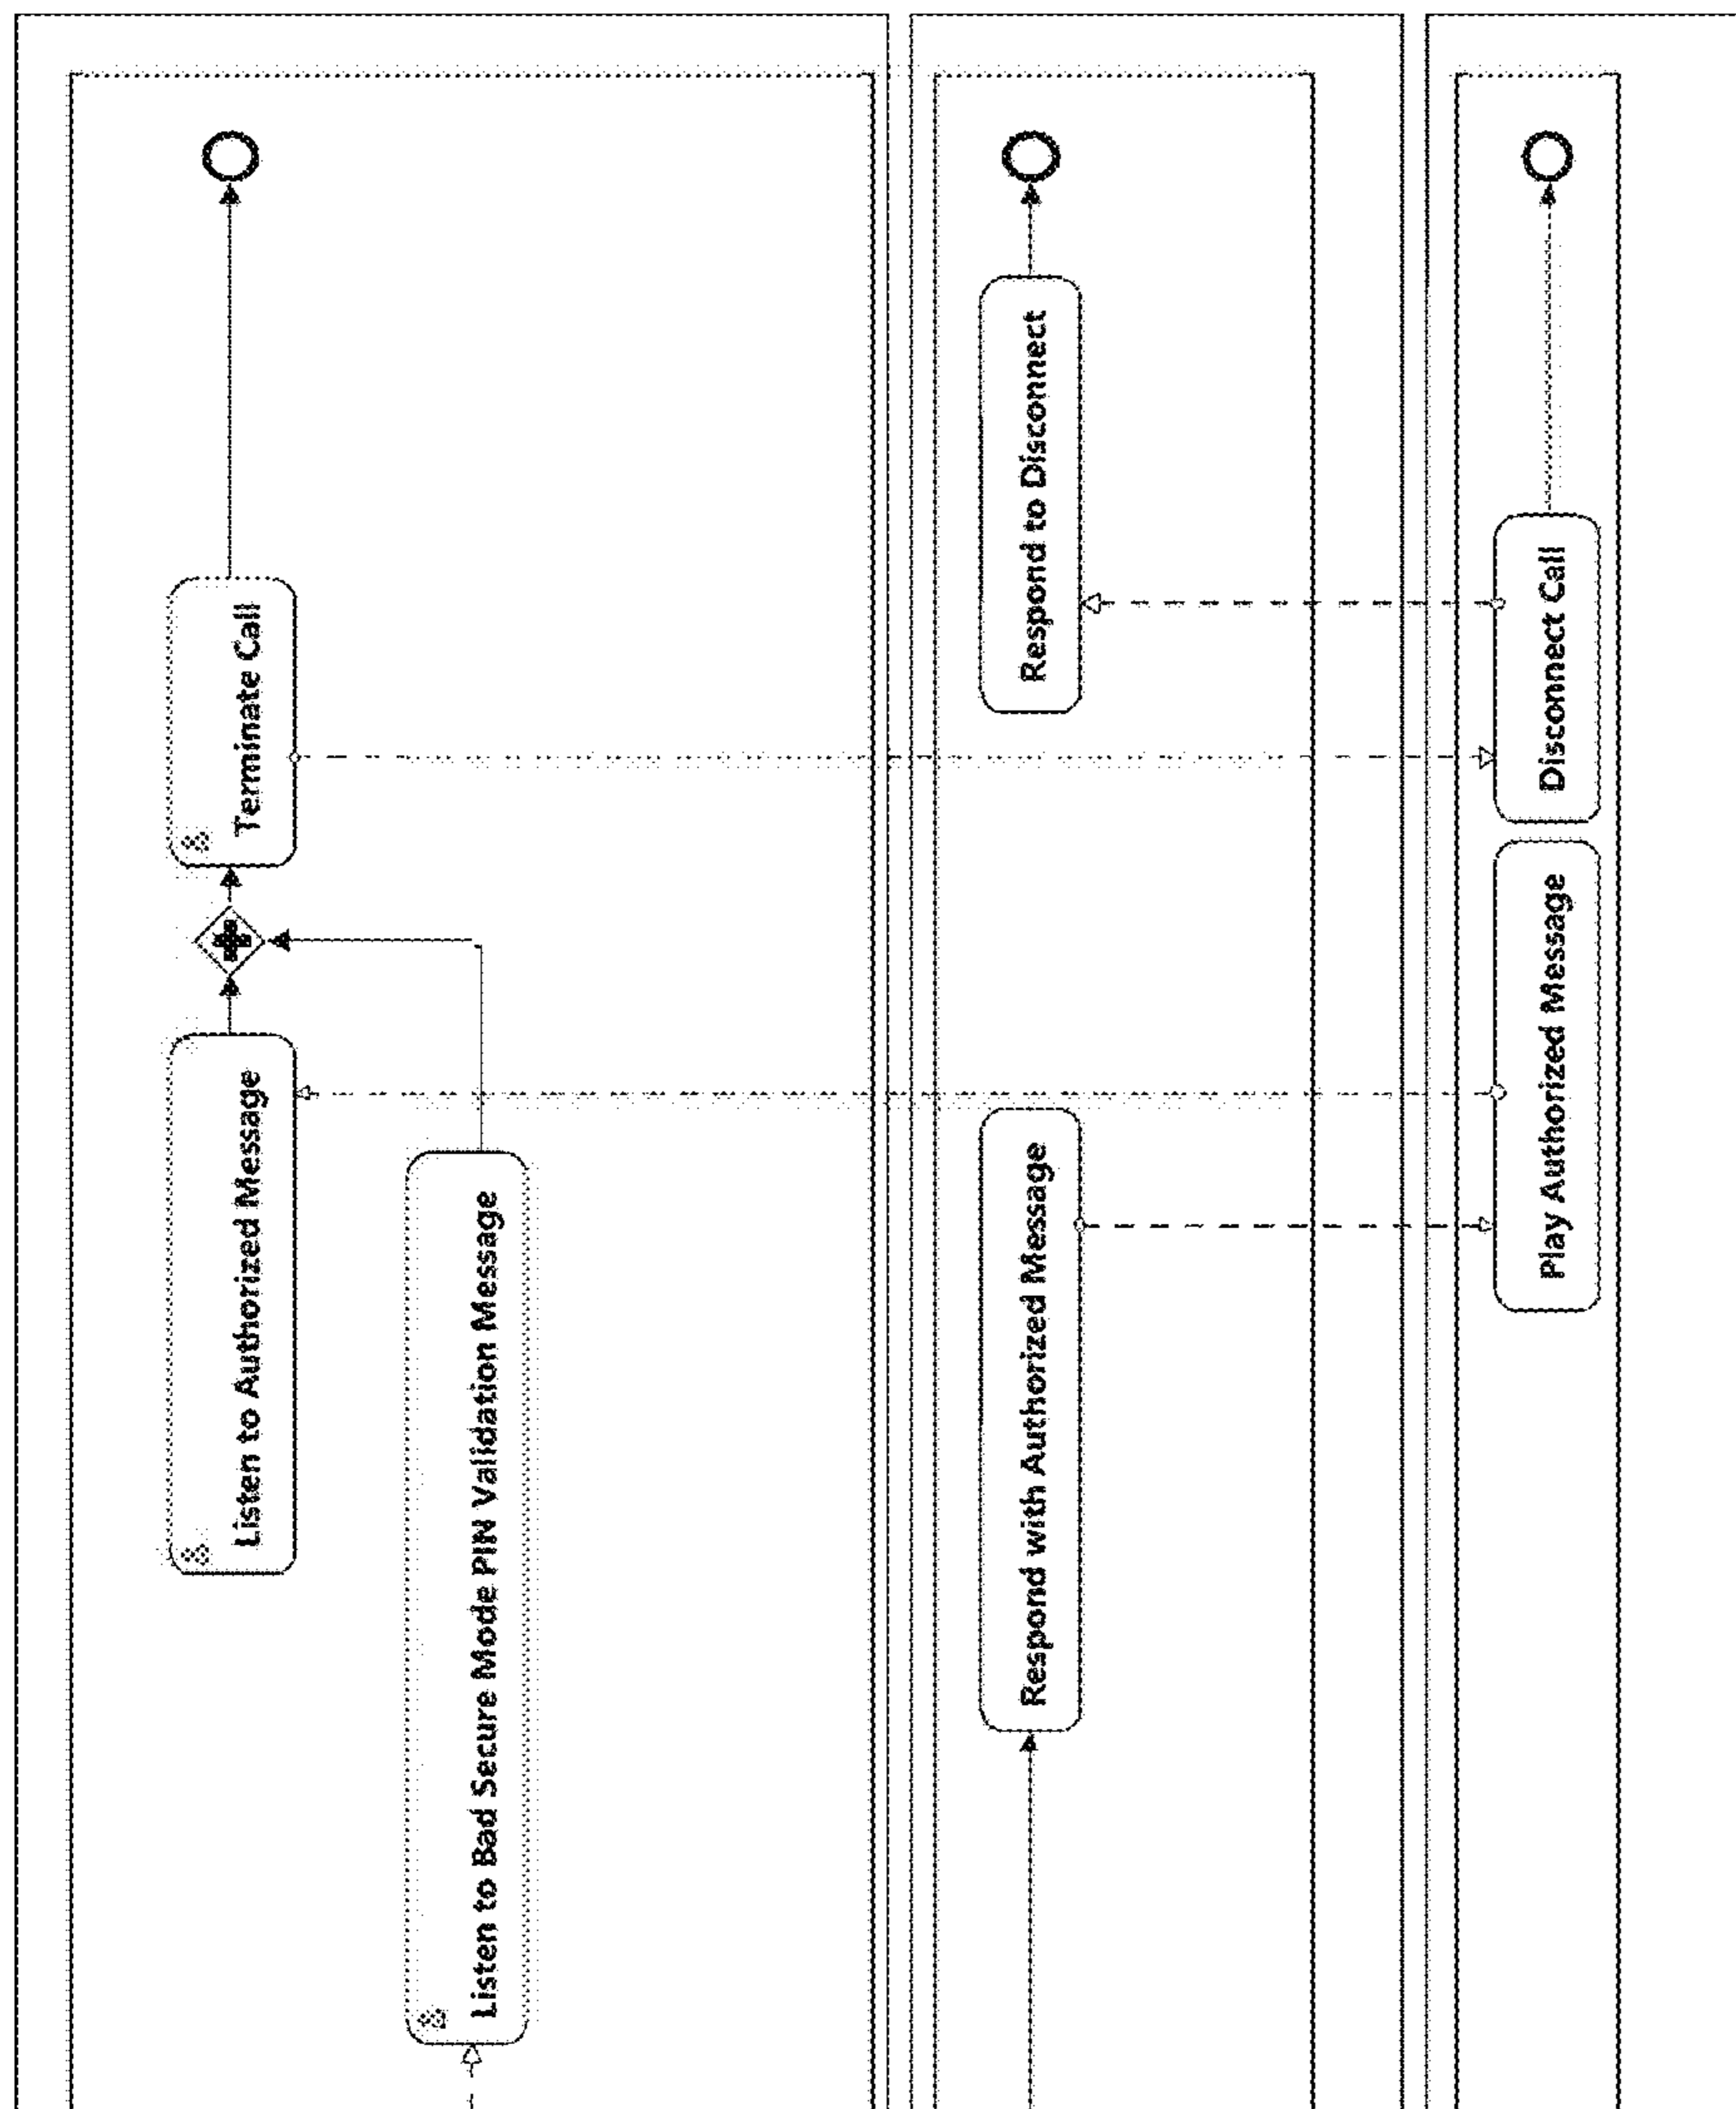 Terminate Call
Listen to Authorized Message
Listen to Bad Secure Mode PIN Validation Message
Respond to Disconnect
Respond with Authorized Message
Disconnect Call
Play Authorized Message